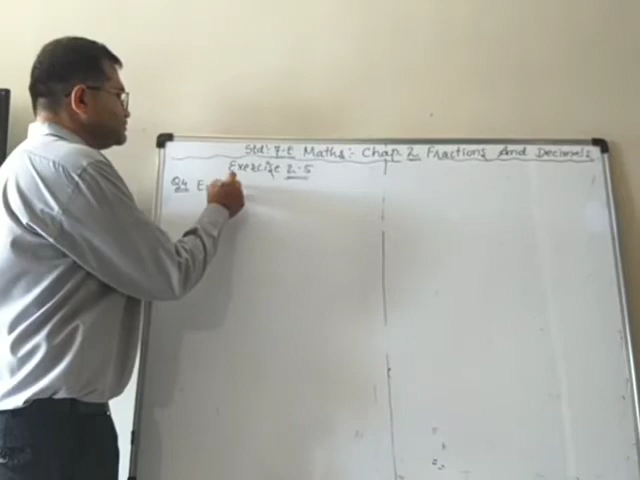 Std:- 7.E Maths:- Chap 2. Fractions And Decimals
Exercise 2.5
Q4 E